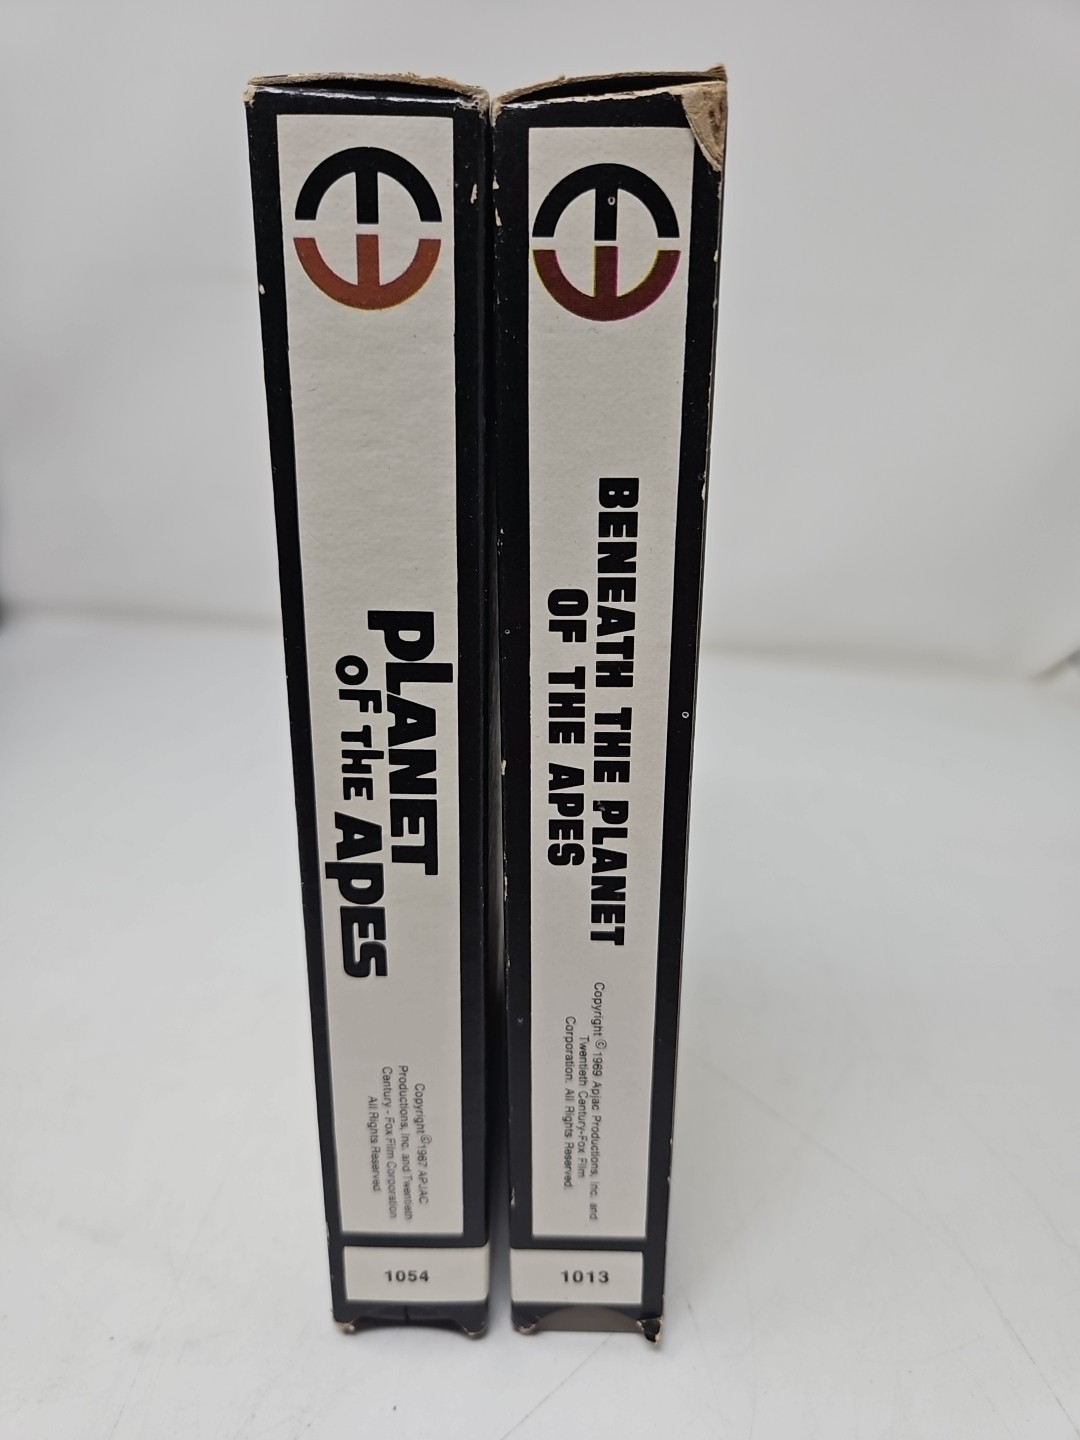 pLANET
oF THE APES
Copyright © 1967 APJAC
Productions, Inc. and Twentieth
Century - Fox Film Corporation
All Rights Reserved
1054
BENEATH THE PLANET
OF THE APES
Copyright © 1969 Apjac Productions, Inc. and
Twentieth Century-Fox Film
Corporation. All Rights Reserved.
1013